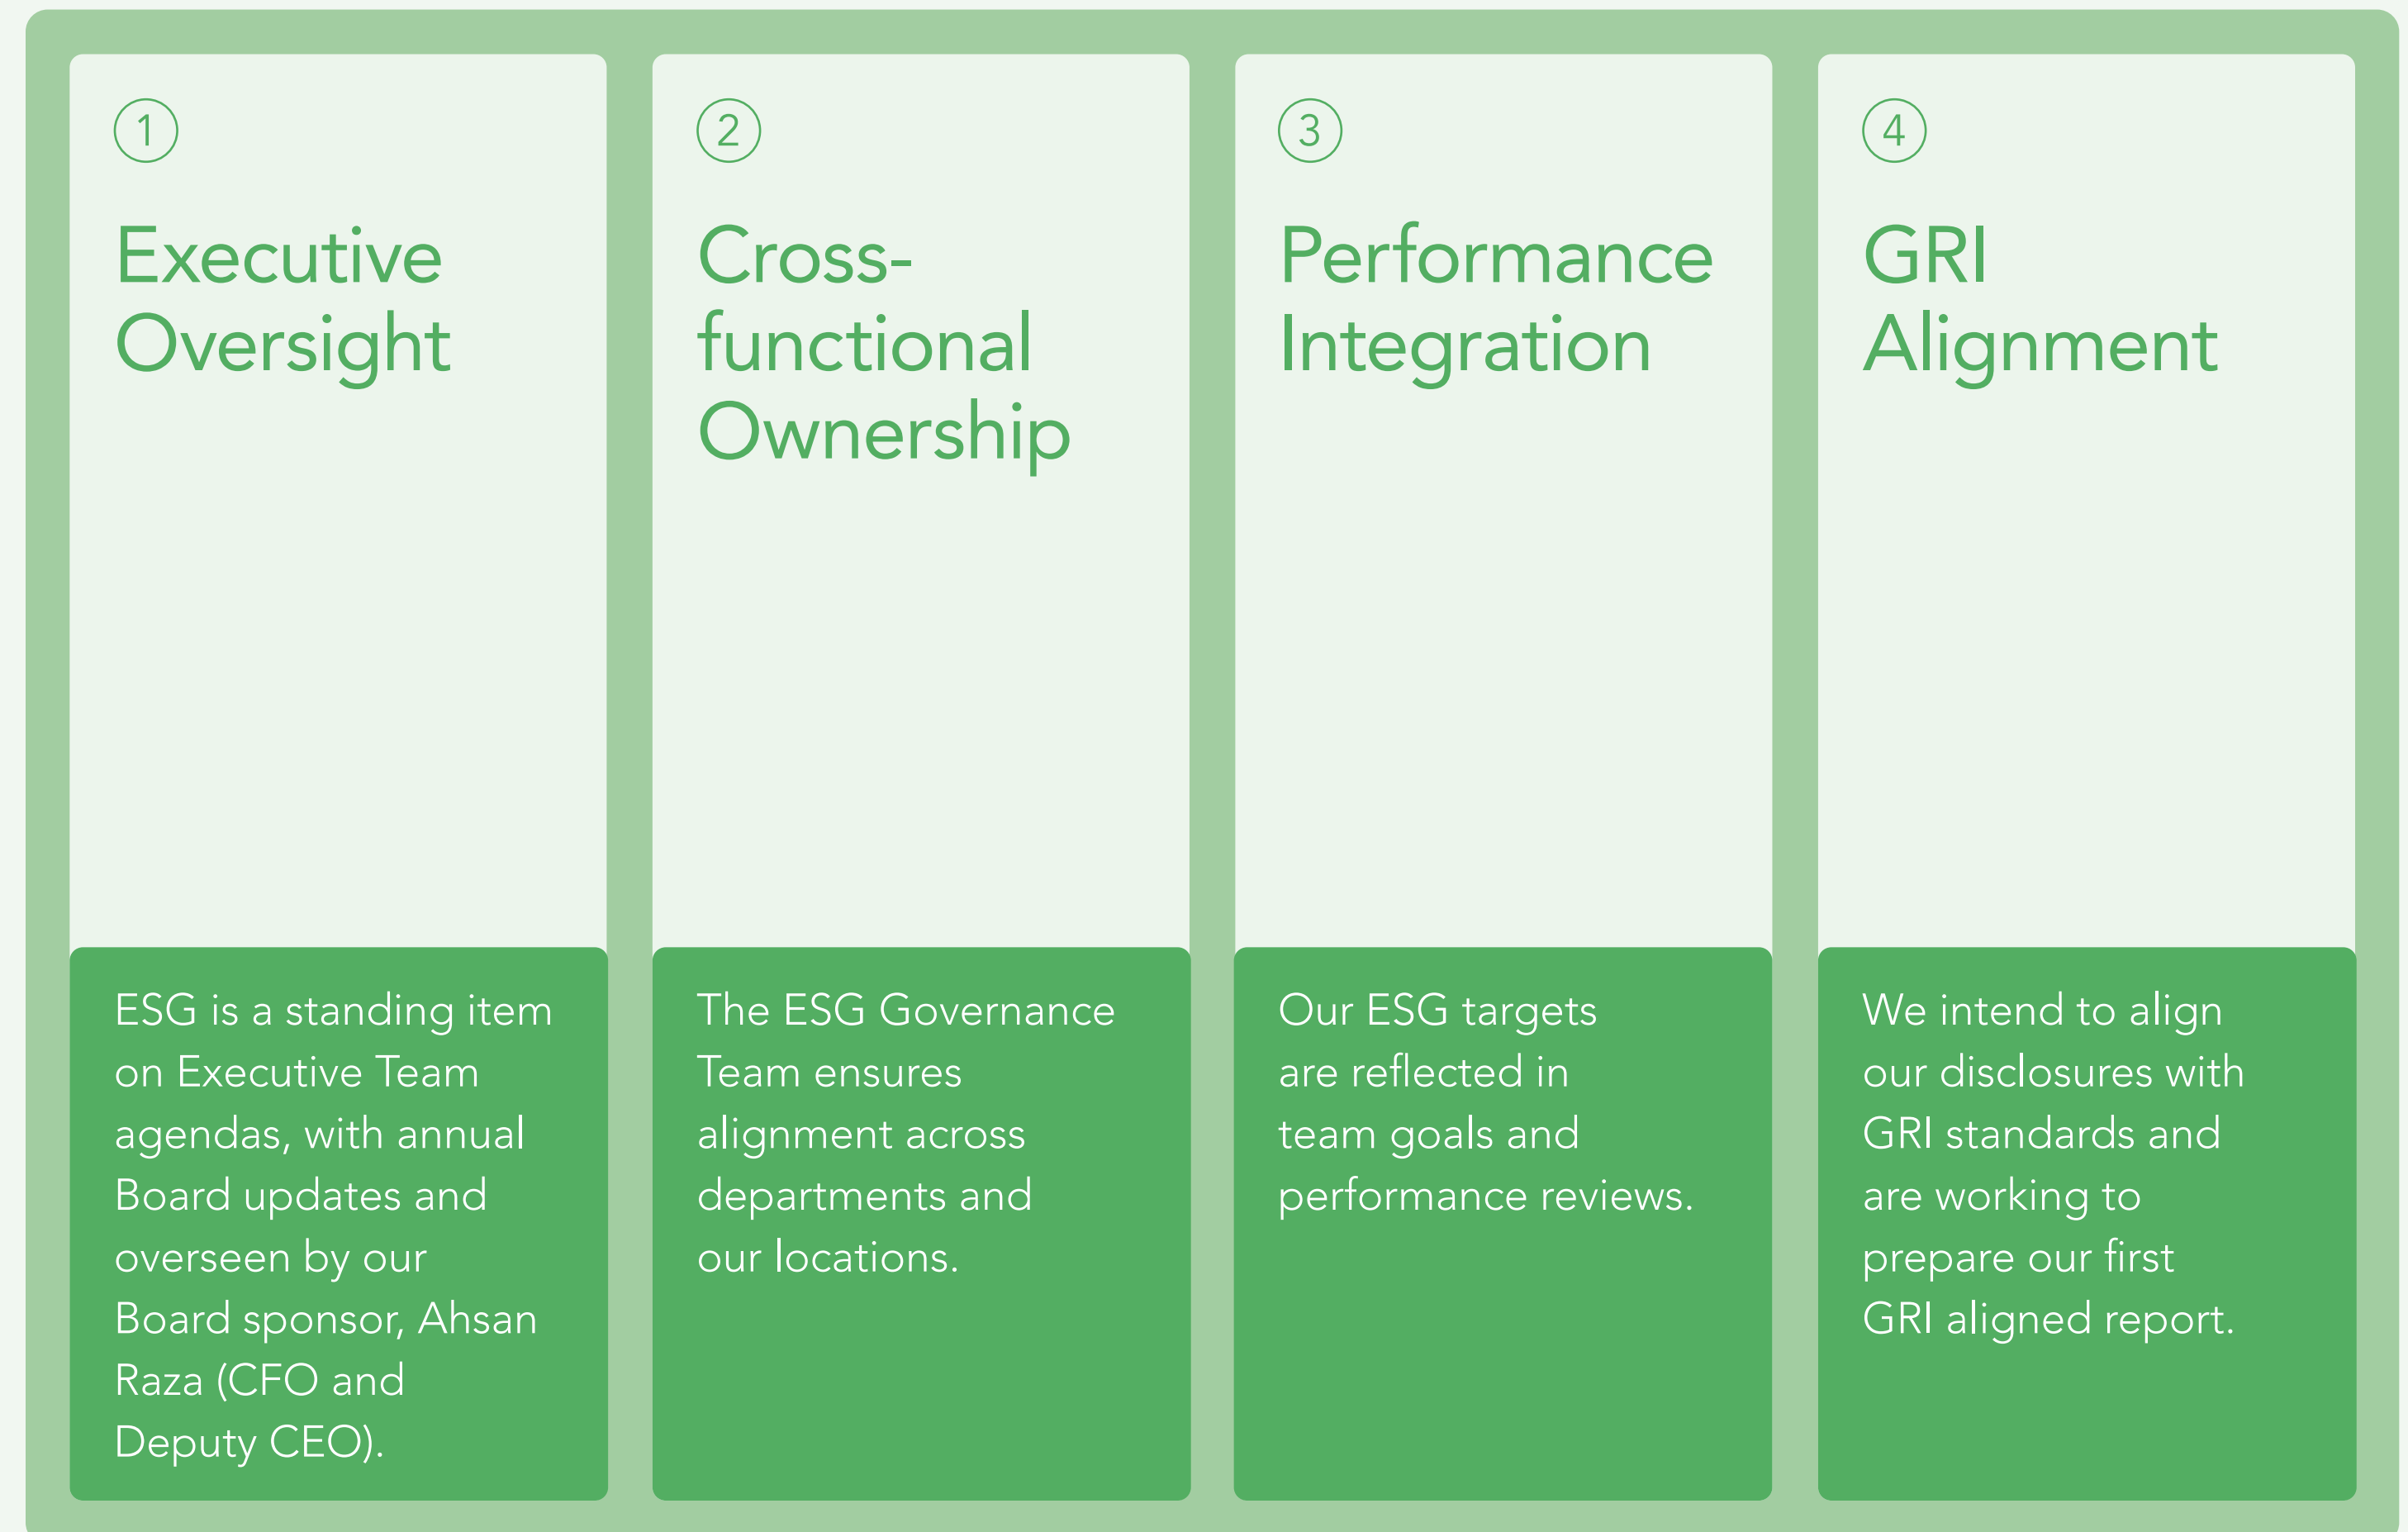 1
Executive
Oversight
ESG is a standing item
on Executive Team
agendas, with annual
Board updates and
overseen by our
Board sponsor, Ahsan
Raza (CFO and
Deputy CEO).
2
Cross-
functional
Ownership
The ESG Governance
Team ensures
alignment across
departments and
our locations.
3
Performance
Integration
Our ESG targets
are reflected in
team goals and
performance reviews.
4
GRI
Alignment
We intend to align
our disclosures with
GRI standards and
are working to
prepare our first
GRI aligned report.